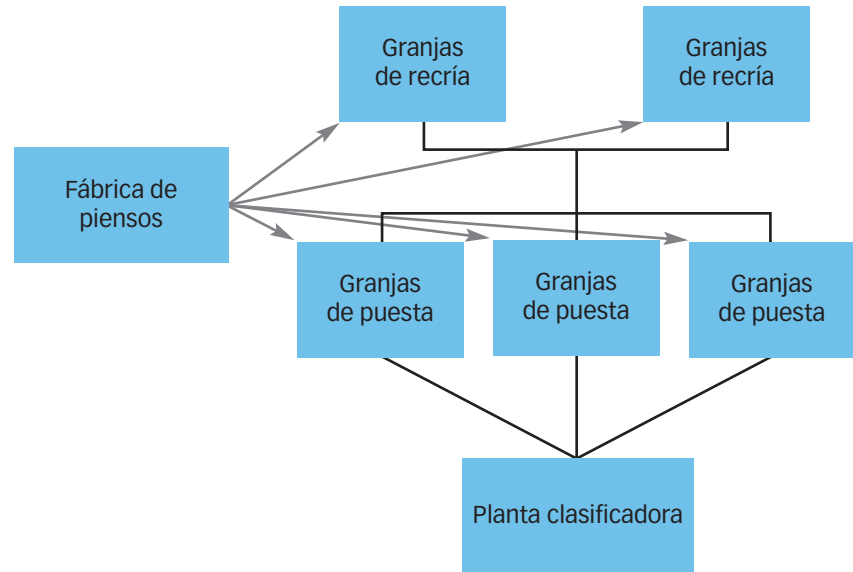 Granjas
de recría
Granjas
de recría
Fábrica de
piensos
Granjas
de puesta
Granjas
de puesta
Granjas
de puesta
Planta clasificadora